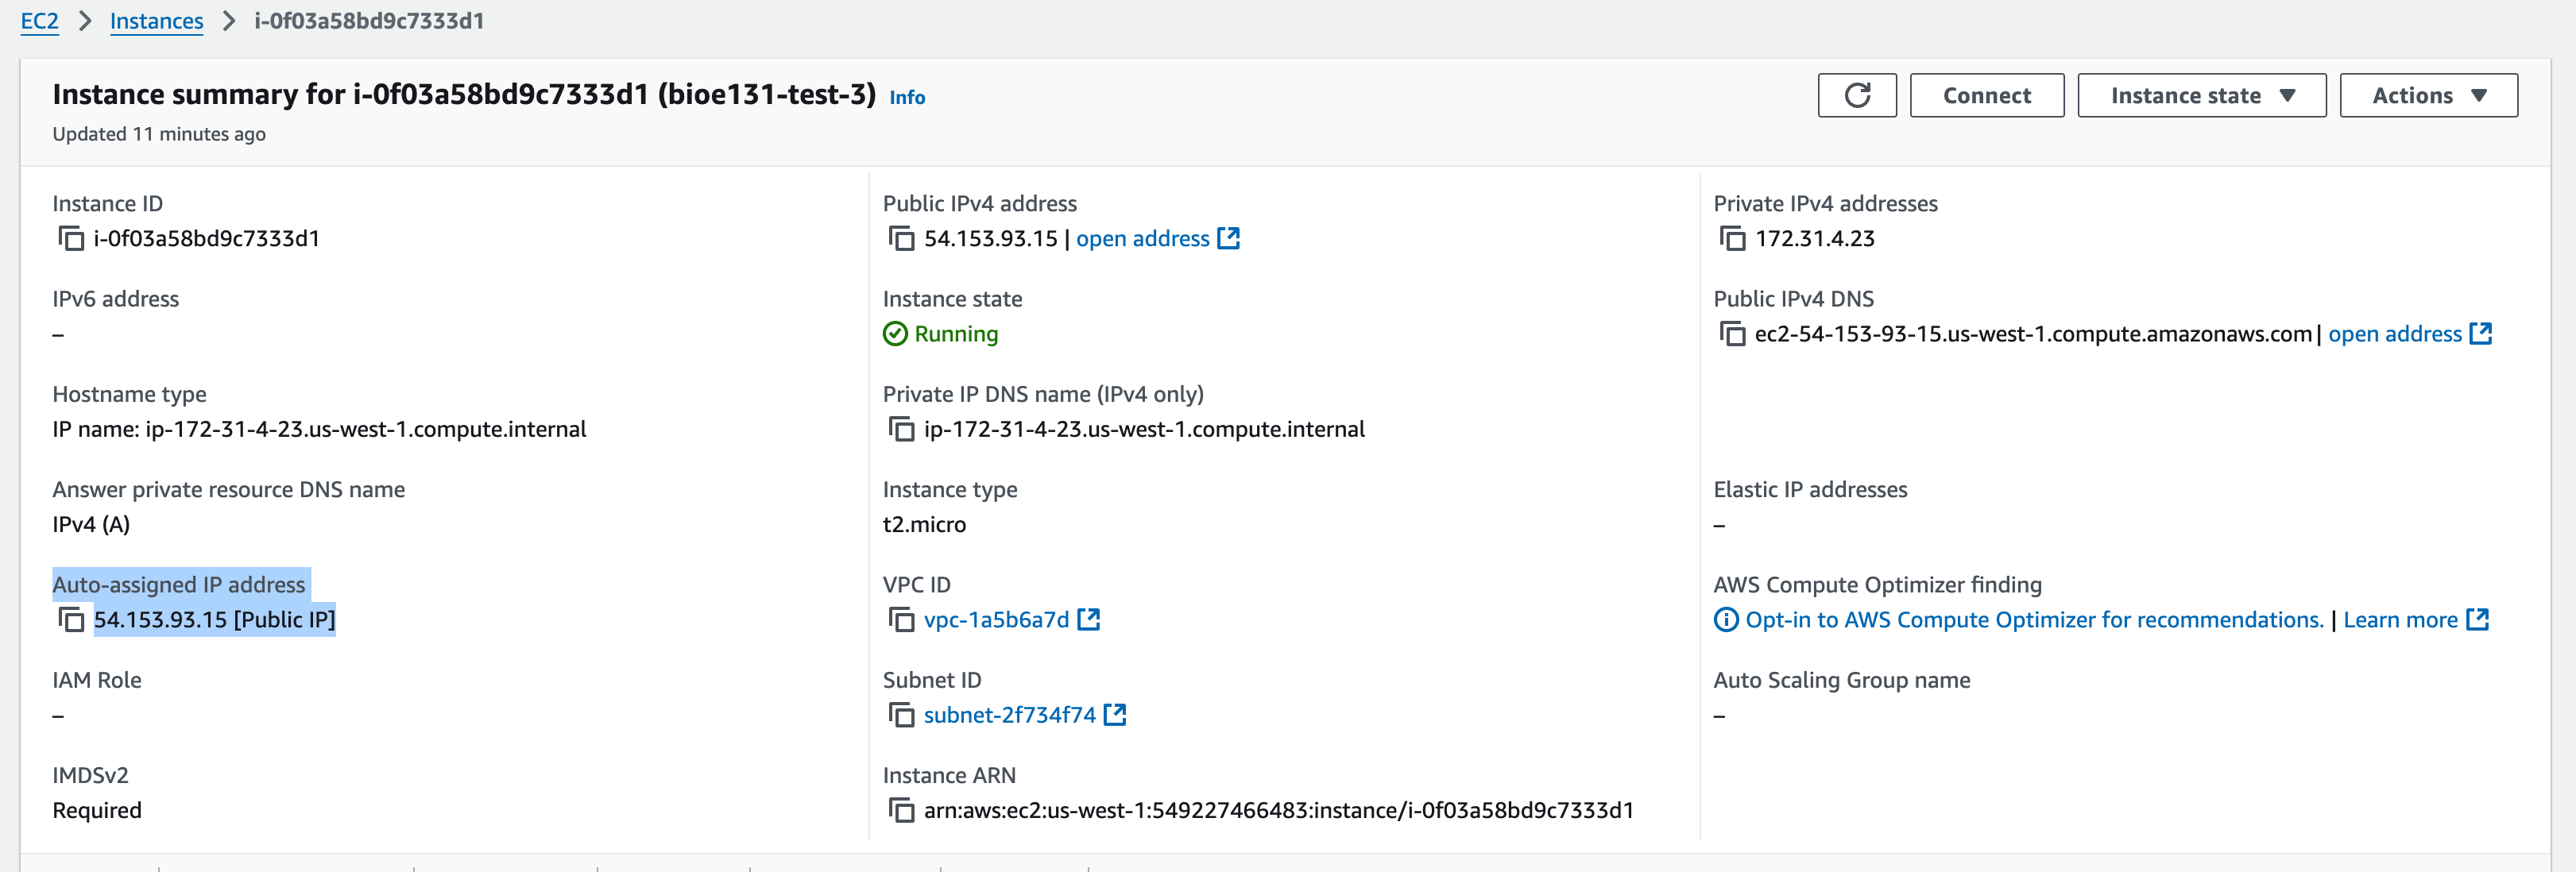 EC2 > Instances > i-0f03a58bd9c7333d1
Instance summary for i-0f03a58bd9c7333d1 (bioe131-test-3) Info
Updated 11 minutes ago
Connect
Instance state
Actions
Instance ID
i-0f03a58bd9c7333d1
Public IPv4 address
54.153.93.15 | open address
Private IPv4 addresses
172.31.4.23
IPv6 address
–
Instance state
Running
Public IPv4 DNS
ec2-54-153-93-15.us-west-1.compute.amazonaws.com | open address
Hostname type
IP name: ip-172-31-4-23.us-west-1.compute.internal
Private IP DNS name (IPv4 only)
ip-172-31-4-23.us-west-1.compute.internal
Answer private resource DNS name
IPv4 (A)
Instance type
t2.micro
Elastic IP addresses
–
Auto-assigned IP address
54.153.93.15 [Public IP]
VPC ID
vpc-1a5b6a7d
AWS Compute Optimizer finding
Opt-in to AWS Compute Optimizer for recommendations. | Learn more
IAM Role
–
Subnet ID
subnet-2f734f74
Auto Scaling Group name
–
IMDSv2
Required
Instance ARN
arn:aws:ec2:us-west-1:549227466483:instance/i-0f03a58bd9c7333d1